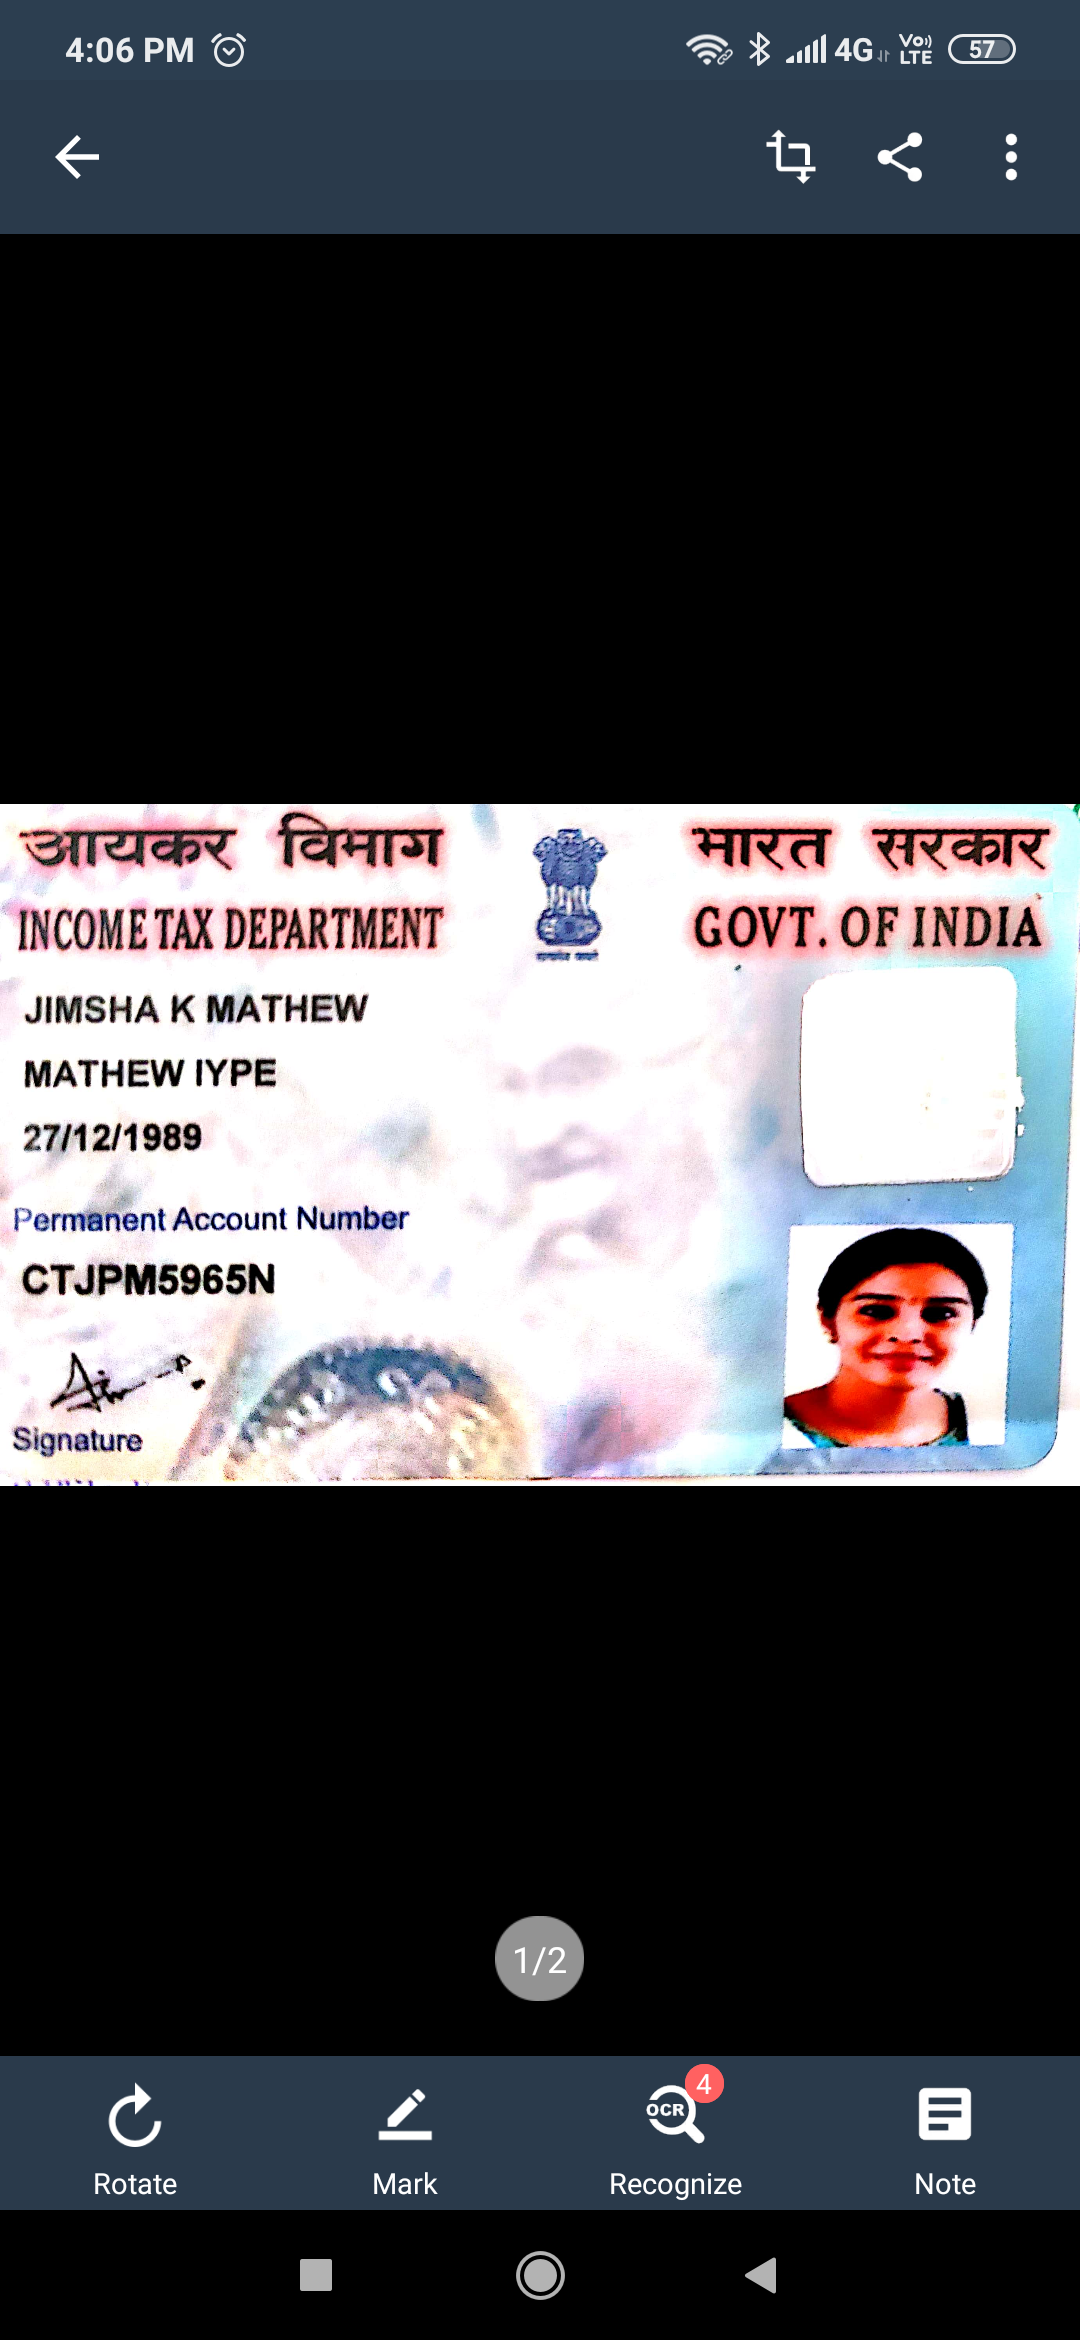 4:06 PM 4G Vo)) LTE 57
आयकर विभाग भारत सरकार
INCOME TAX DEPARTMENT GOVT. OF INDIA
JIMSHA K MATHEW
MATHEW IYPE
27/12/1989
Permanent Account Number
CTJPM5965N
Signature
1/2
OCR 4
Rotate Mark Recognize Note